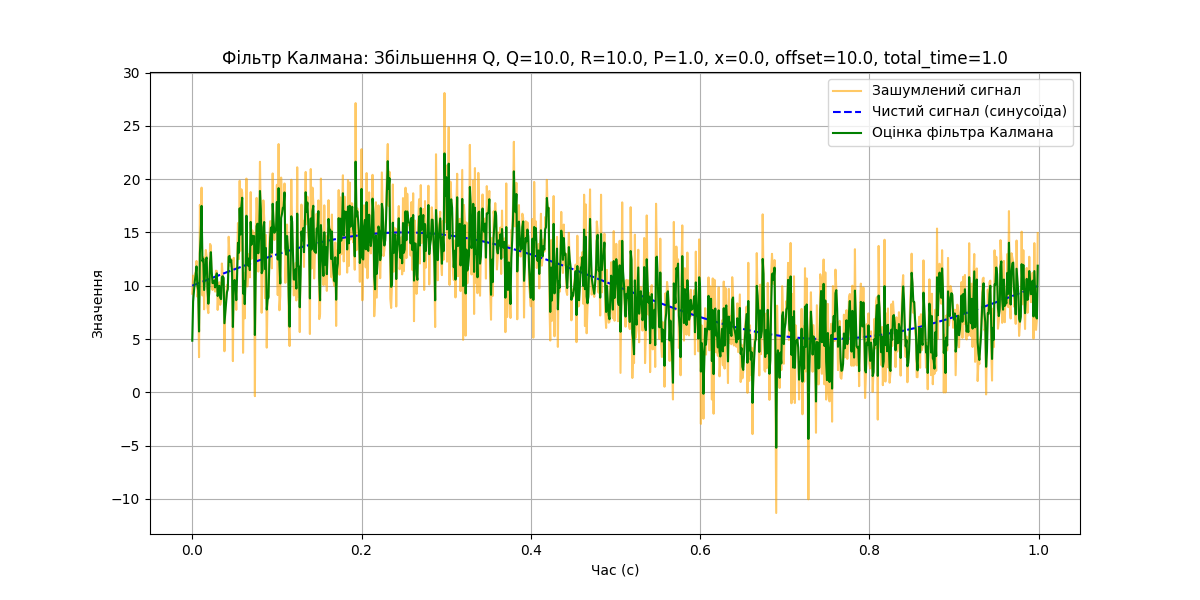 Фільтр Калмана: Збільшення Q, Q=10.0, R=10.0, P=1.0, x=0.0, offset=10.0, total_time=1.0
Зашумлений сигнал
Чистий сигнал (синусоїда)
Оцінка фільтра Калмана
Значення
30
25
20
15
10
5
0
−5
−10
0.0
0.2
0.4
0.6
0.8
1.0
Час (с)